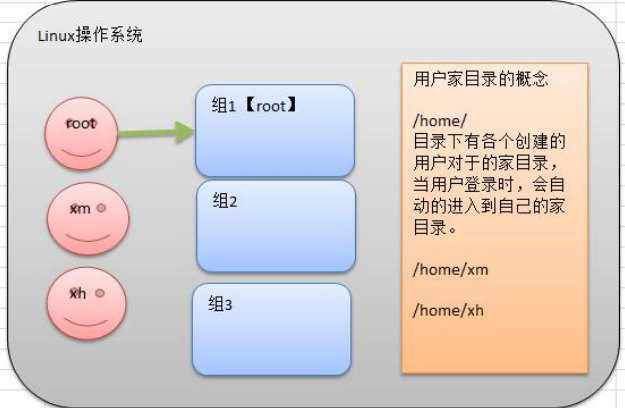 Linux操作系统
root
xm
xh
组1【root】
组2
组3
用户家目录的概念
/home/
目录下有各个创建的
用户对于的家目录，
当用户登录时，会自
动的进入到自己的家
目录。
/home/xm
/home/xh